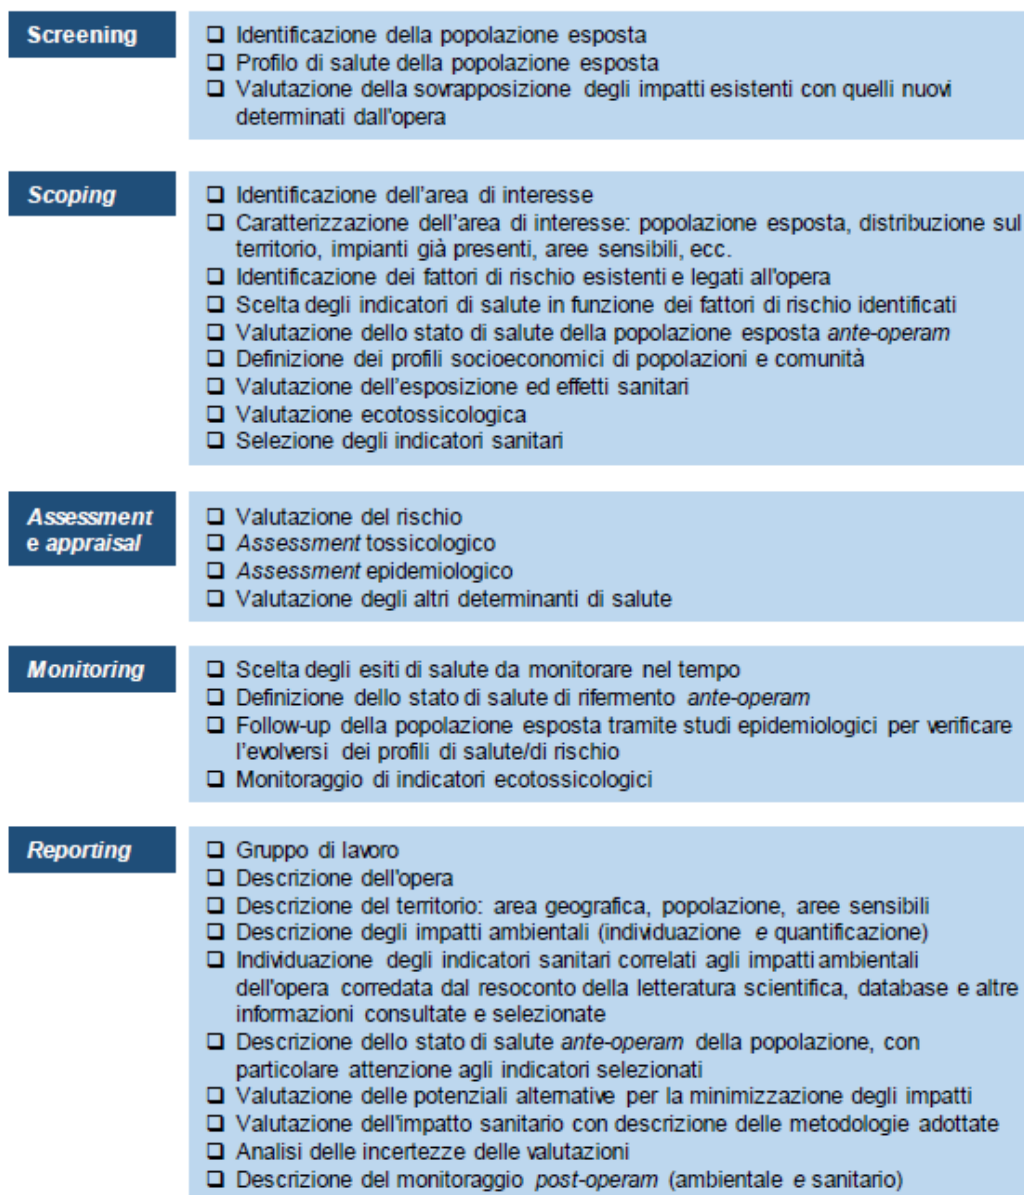 Screening
❑ Identificazione della popolazione esposta
❑ Profilo di salute della popolazione esposta
❑ Valutazione della sovrapposizione degli impatti esistenti con quelli nuovi
determinati dall'opera
Scoping
❑ Identificazione dell'area di interesse
❑ Caratterizzazione dell'area di interesse: popolazione esposta, distribuzione sul
territorio, impianti già presenti, aree sensibili, ecc.
❑ Identificazione dei fattori di rischio esistenti e legati all'opera
❑ Scelta degli indicatori di salute in funzione dei fattori di rischio identificati
❑ Valutazione dello stato di salute della popolazione esposta ante-operam
❑ Definizione dei profili socioeconomici di popolazioni e comunità
❑ Valutazione dell'esposizione ed effetti sanitari
❑ Valutazione ecotossicologica
❑ Selezione degli indicatori sanitari
Assessment
e appraisal
❑ Valutazione del rischio
❑ Assessment tossicologico
❑ Assessment epidemiologico
❑ Valutazione degli altri determinanti di salute
Monitoring
❑ Scelta degli esiti di salute da monitorare nel tempo
❑ Definizione dello stato di salute di rifermento ante-operam
❑ Follow-up della popolazione esposta tramite studi epidemiologici per verificare
l'evolversi dei profili di salute/di rischio
❑ Monitoraggio di indicatori ecotossicologici
Reporting
❑ Gruppo di lavoro
❑ Descrizione dell'opera
❑ Descrizione del territorio: area geografica, popolazione, aree sensibili
❑ Descrizione degli impatti ambientali (individuazione e quantificazione)
❑ Individuazione degli indicatori sanitari correlati agli impatti ambientali
dell'opera corredata dal resoconto della letteratura scientifica, database e altre
informazioni consultate e selezionate
❑ Descrizione dello stato di salute ante-operam della popolazione, con
particolare attenzione agli indicatori selezionati
❑ Valutazione delle potenziali alternative per la minimizzazione degli impatti
❑ Valutazione dell'impatto sanitario con descrizione delle metodologie adottate
❑ Analisi delle incertezze delle valutazioni
❑ Descrizione del monitoraggio post-operam (ambientale e sanitario)